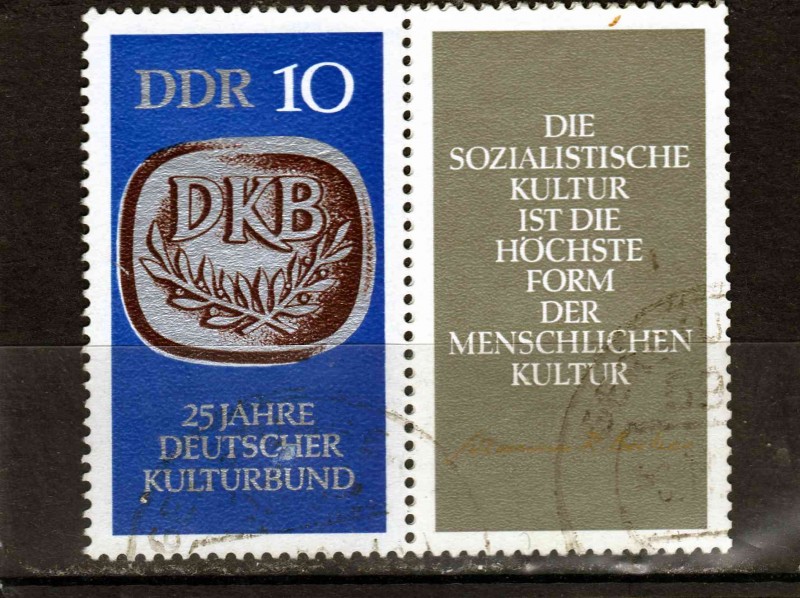 DDR 10
DKB
25 JAHRE
DEUTSCHER
KULTURBUND
DIE
SOZIALISTISCHE
KULTUR
IST DIE
HÖCHSTE
FORM
DER
MENSCHLICHEN
KULTUR